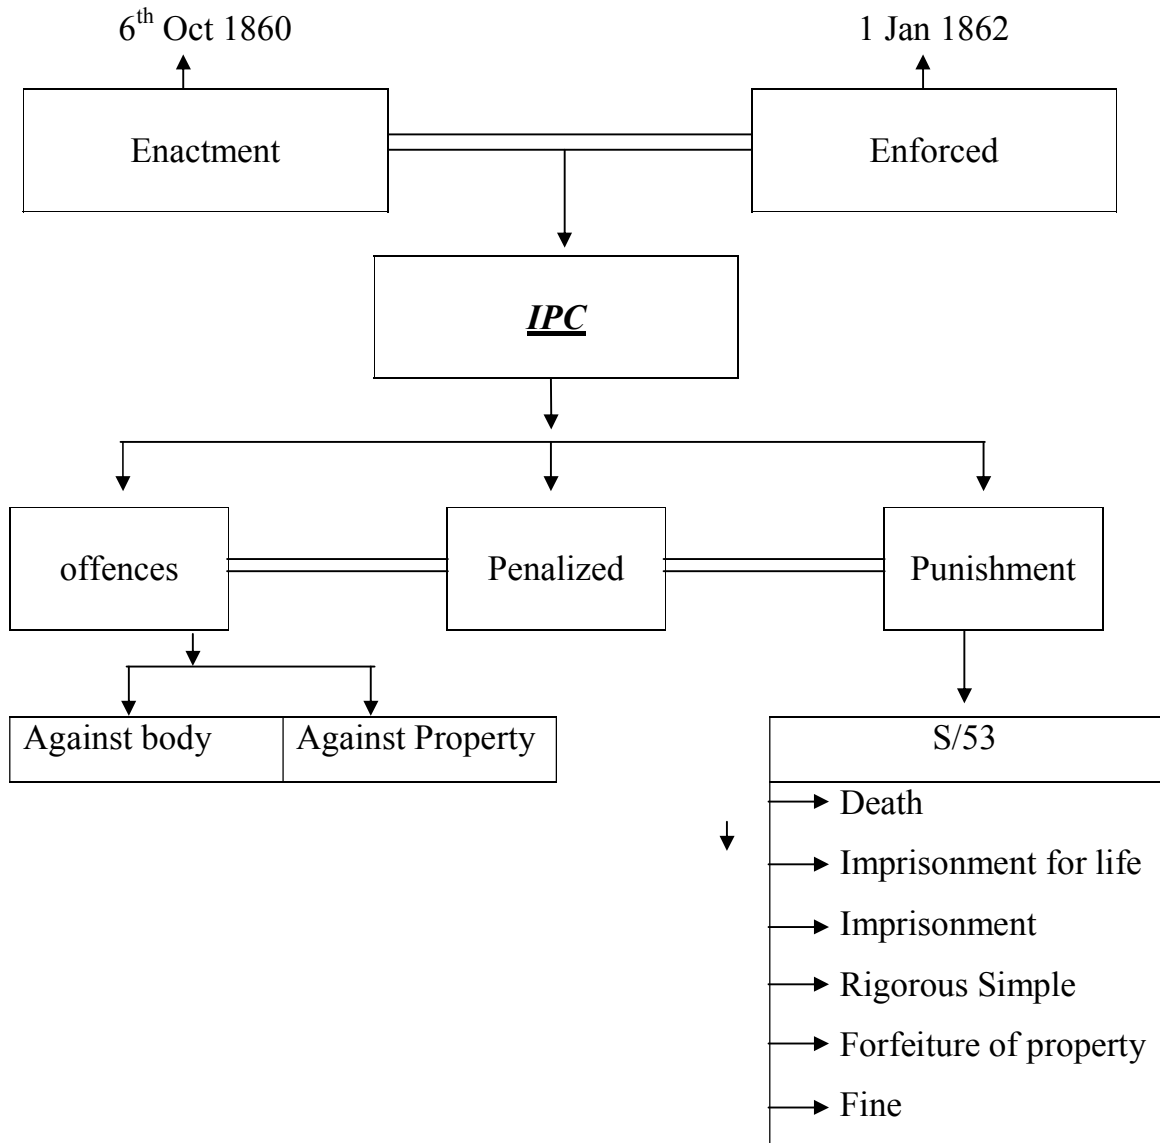 6th Oct 1860 1 Jan 1862
Enactment Enforced
IPC
offences Penalized Punishment
Against body Against Property S/53
Death
Imprisonment for life
Imprisonment
Rigorous Simple
Forfeiture of property
Fine